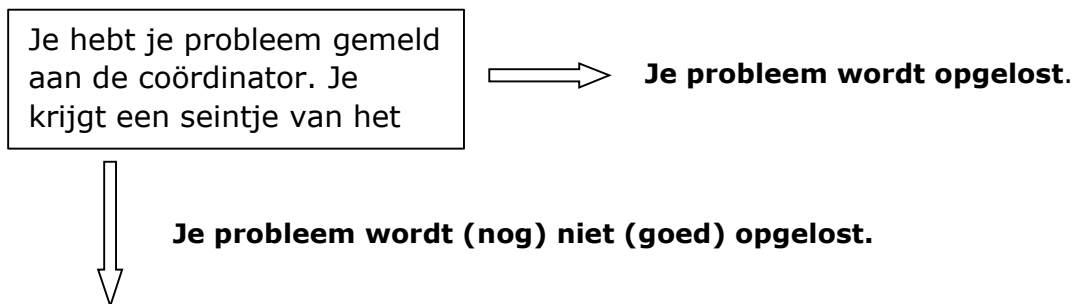 Je hebt je probleem gemeld
aan de coördinator. Je
krijgt een seintje van het
Je probleem wordt opgelost.
Je probleem wordt (nog) niet (goed) opgelost.